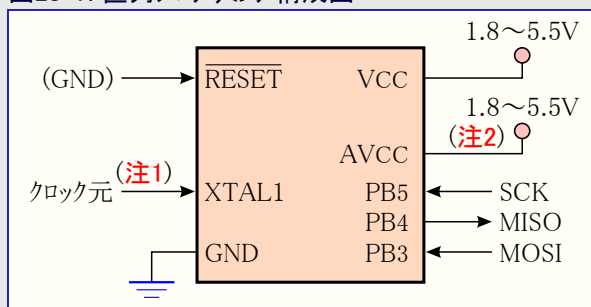 1.8～5.5V
(GND)
RESET
VCC
1.8～5.5V
(注2)
AVCC
クロック元
(注1)
XTAL1
PB5
SCK
PB4
MISO
GND
PB3
MOSI